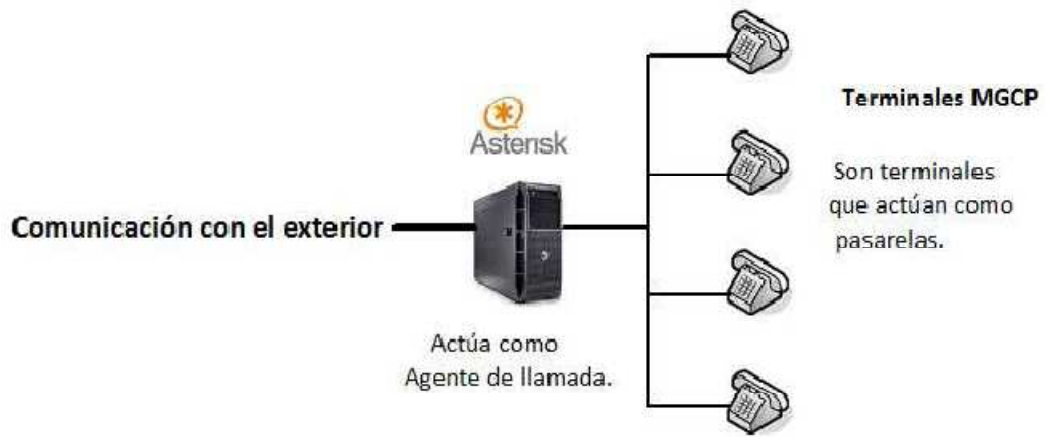 Terminales MGCP
Asterisk
Son terminales
que actúan como
pasarelas.
Comunicación con el exterior
Actúa como
Agente de llamada.